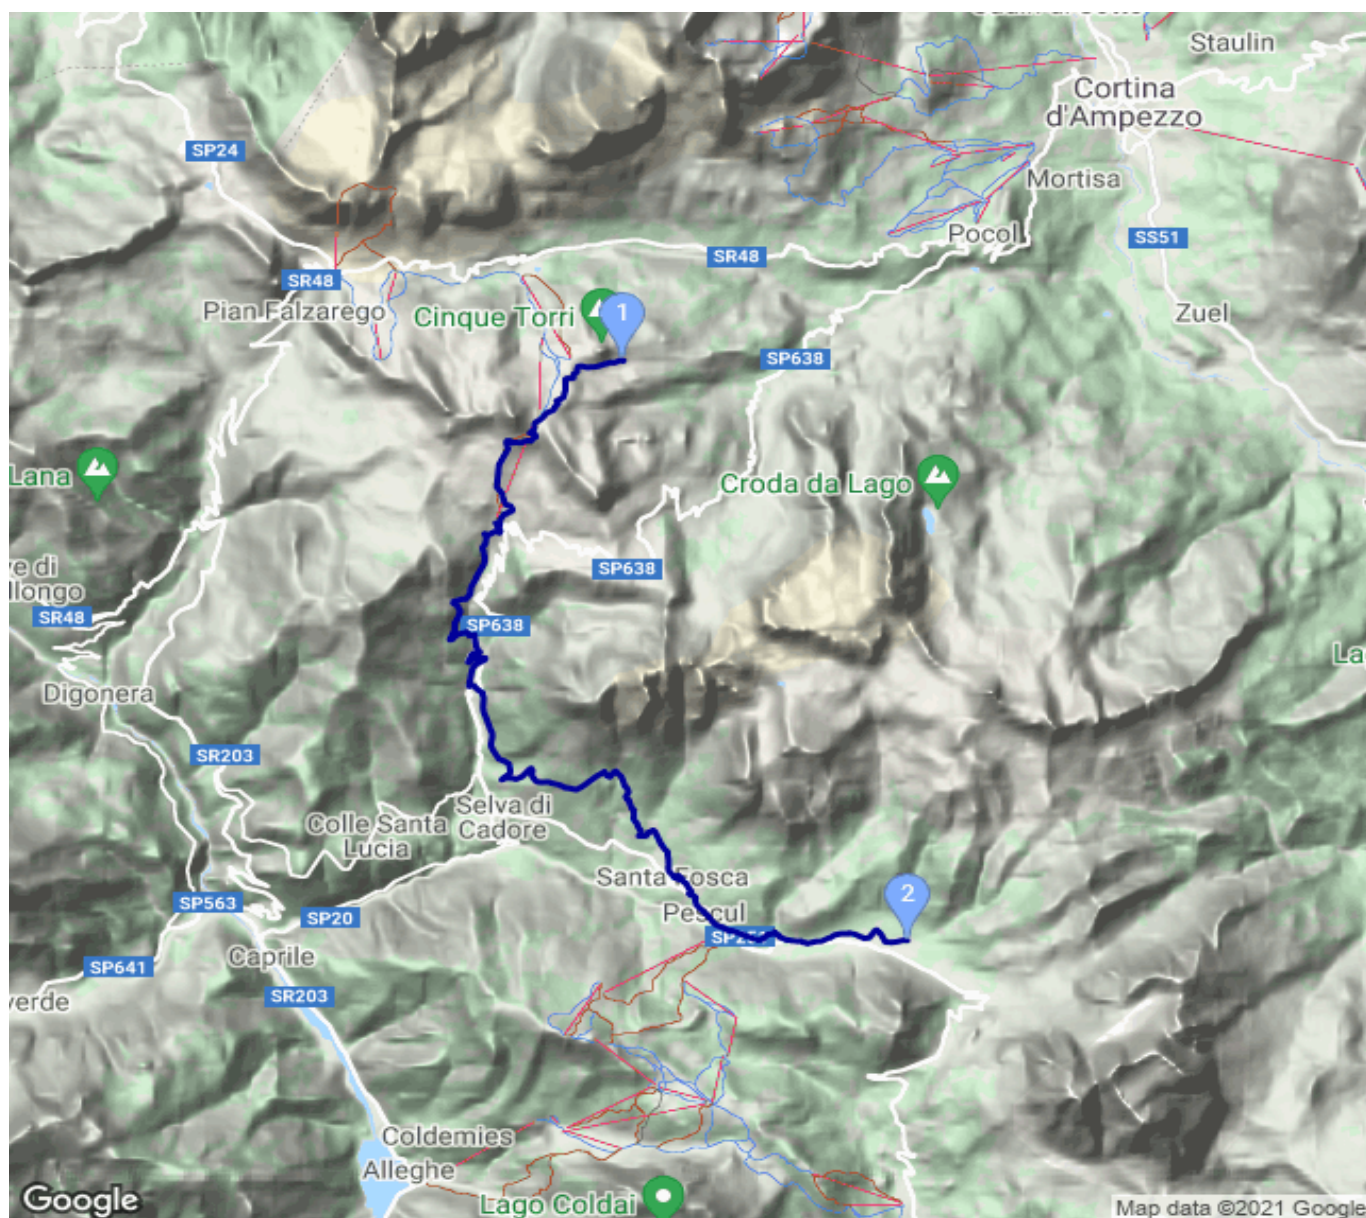 Staulin
Cortina
d'Ampezzo
SP24
Mortisa
Pocol
SS51
SR48
SR48
Pian Falzarego
Cinque Torri
1
Zuel
SP638
Lana
Croda da Lago
SP638
SR48
SP638
Digonera
SR203
Selva di
Cadore
Colle Santa
Lucia
Santa Fosca
2
SP563
SP20
Pescul
Caprile
SP641
SR203
verde
Coldemies
Alleghe
Lago Coldai
Google
Map data ©2021 Google